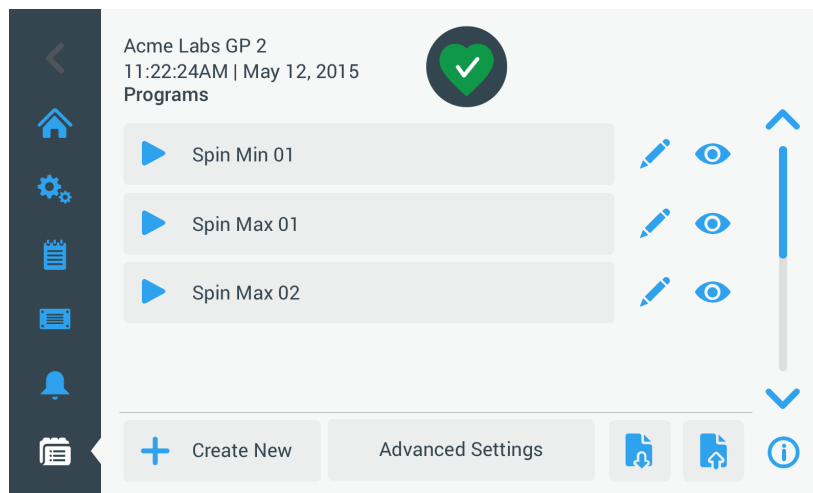 Acme Labs GP 2
11:22:24AM | May 12, 2015
Programs
Spin Min 01
Spin Max 01
Spin Max 02
Create New
Advanced Settings